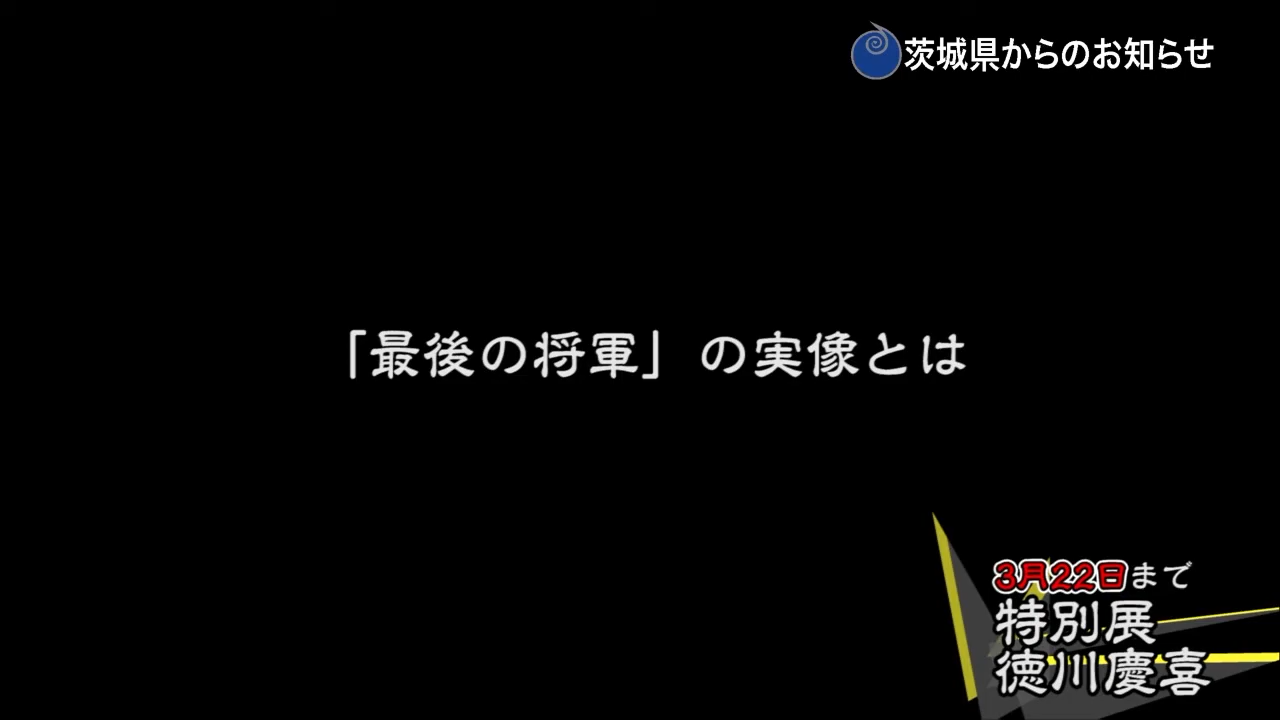 茨城県からのお知らせ
「最後の将軍」の実像とは
3月22日まで
特別展
徳川慶喜